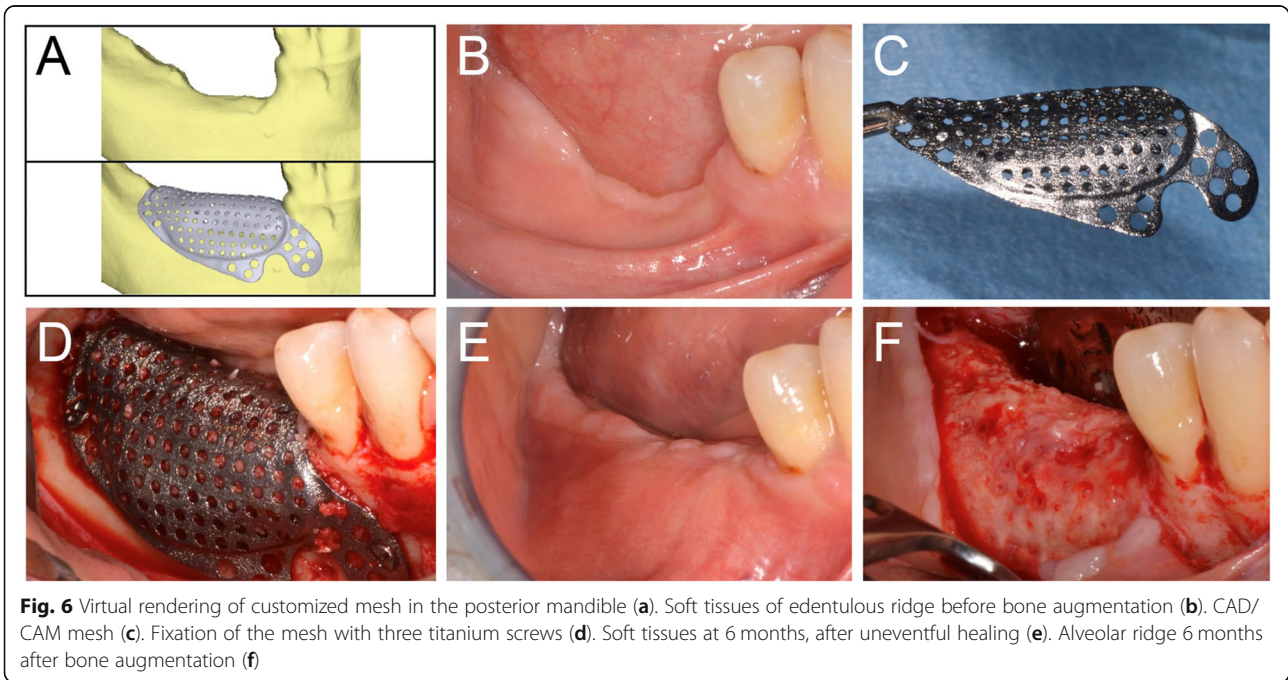 A
B
C
D
E
F
Fig. 6 Virtual rendering of customized mesh in the posterior mandible (a). Soft tissues of edentulous ridge before bone augmentation (b). CAD/
CAM mesh (c). Fixation of the mesh with three titanium screws (d). Soft tissues at 6 months, after uneventful healing (e). Alveolar ridge 6 months
after bone augmentation (f)